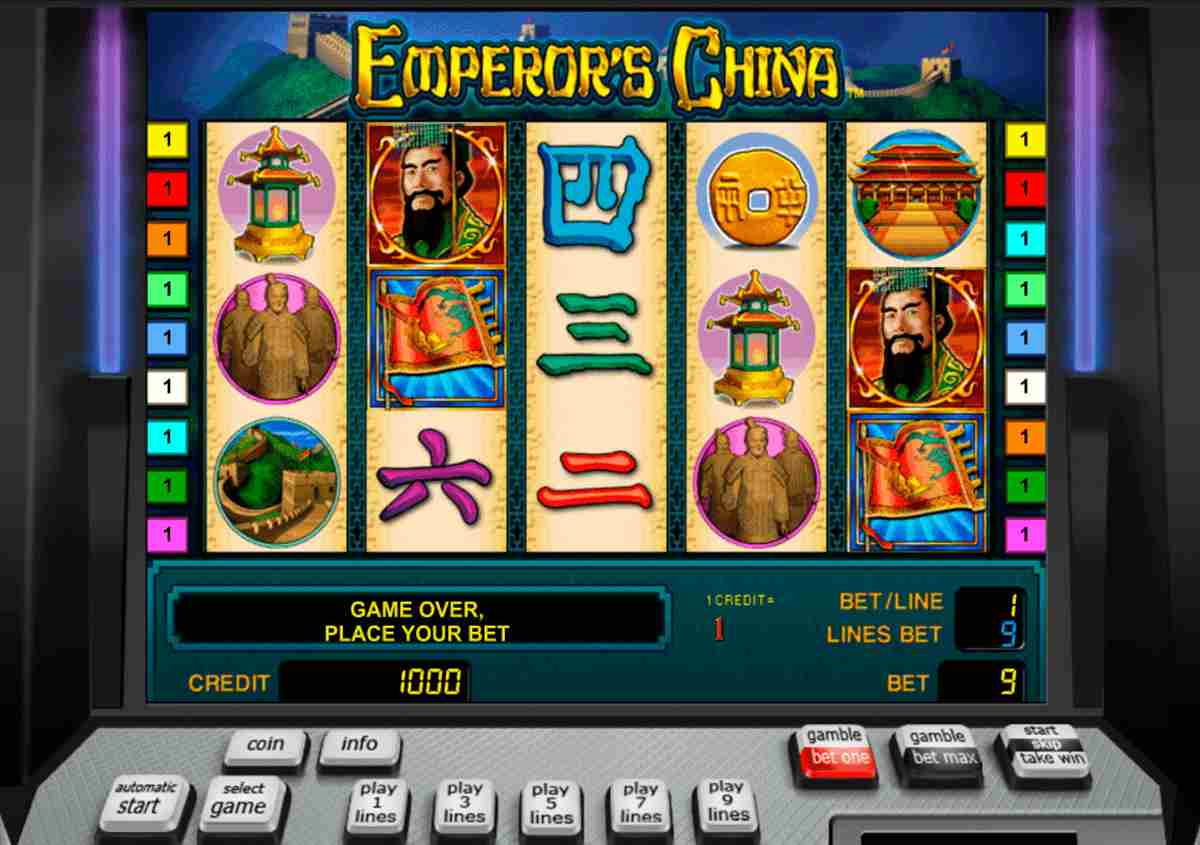 EMPEROR'S CHINA™
1 1
1 1
1 四 1
1 1
1 三 1
1 1
1 1
1 六 二 1
1 1
GAME OVER,
PLACE YOUR BET
1 CREDIT=
1
BET/LINE 1
LINES BET 9
CREDIT 1000
BET 9
coin
info
gamble
bet one
gamble
bet max
start
skip
take win
automatic
start
select
game
play
1
lines
play
3
lines
play
5
lines
play
7
lines
play
9
lines